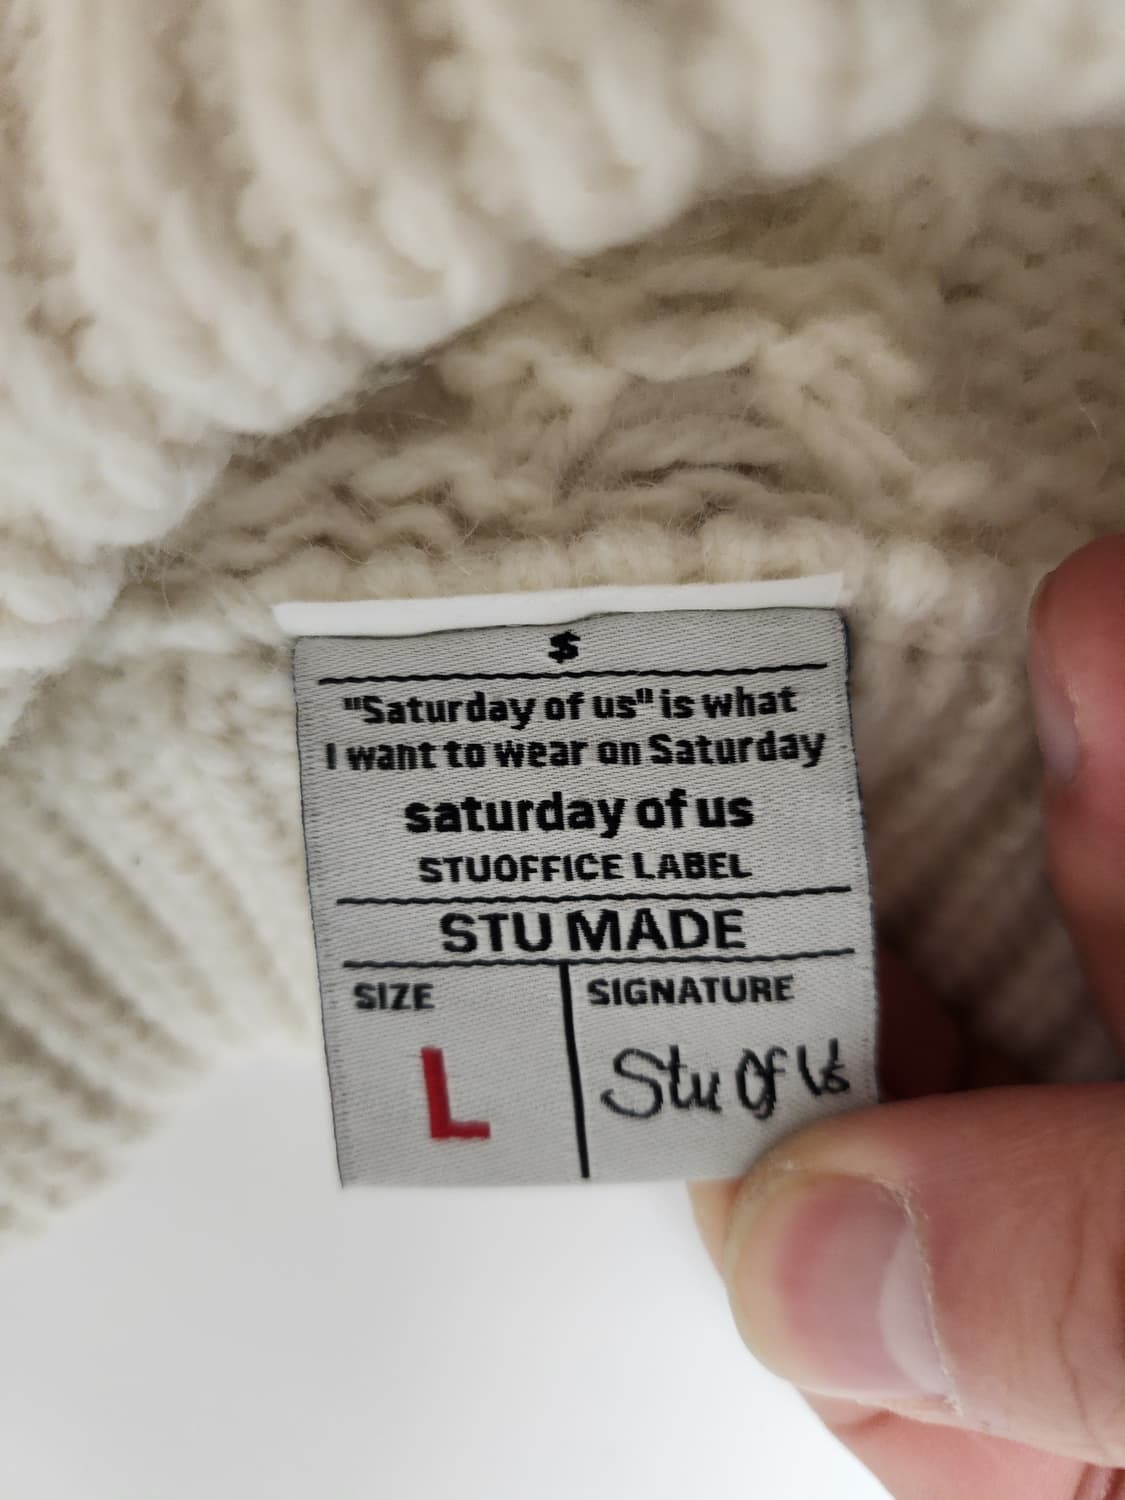 $
"Saturday of us" is what
I want to wear on Saturday
saturday of us
STUOFFICE LABEL
STU MADE
SIZE
L
SIGNATURE
Stu Of Us